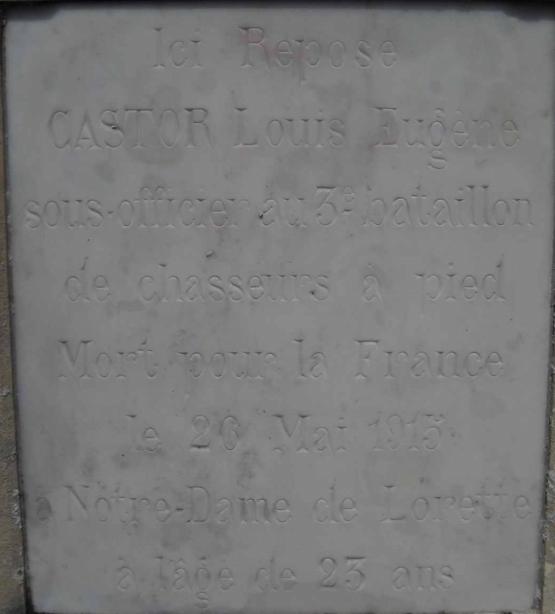 Ici Repose
CASTOR Louis Eugène
sous-officier au 3e bataillon
de chasseurs à pied
Mort pour la France
le 26 Mai 1915
à Notre-Dame de Lorette
à l'âge de 23 ans